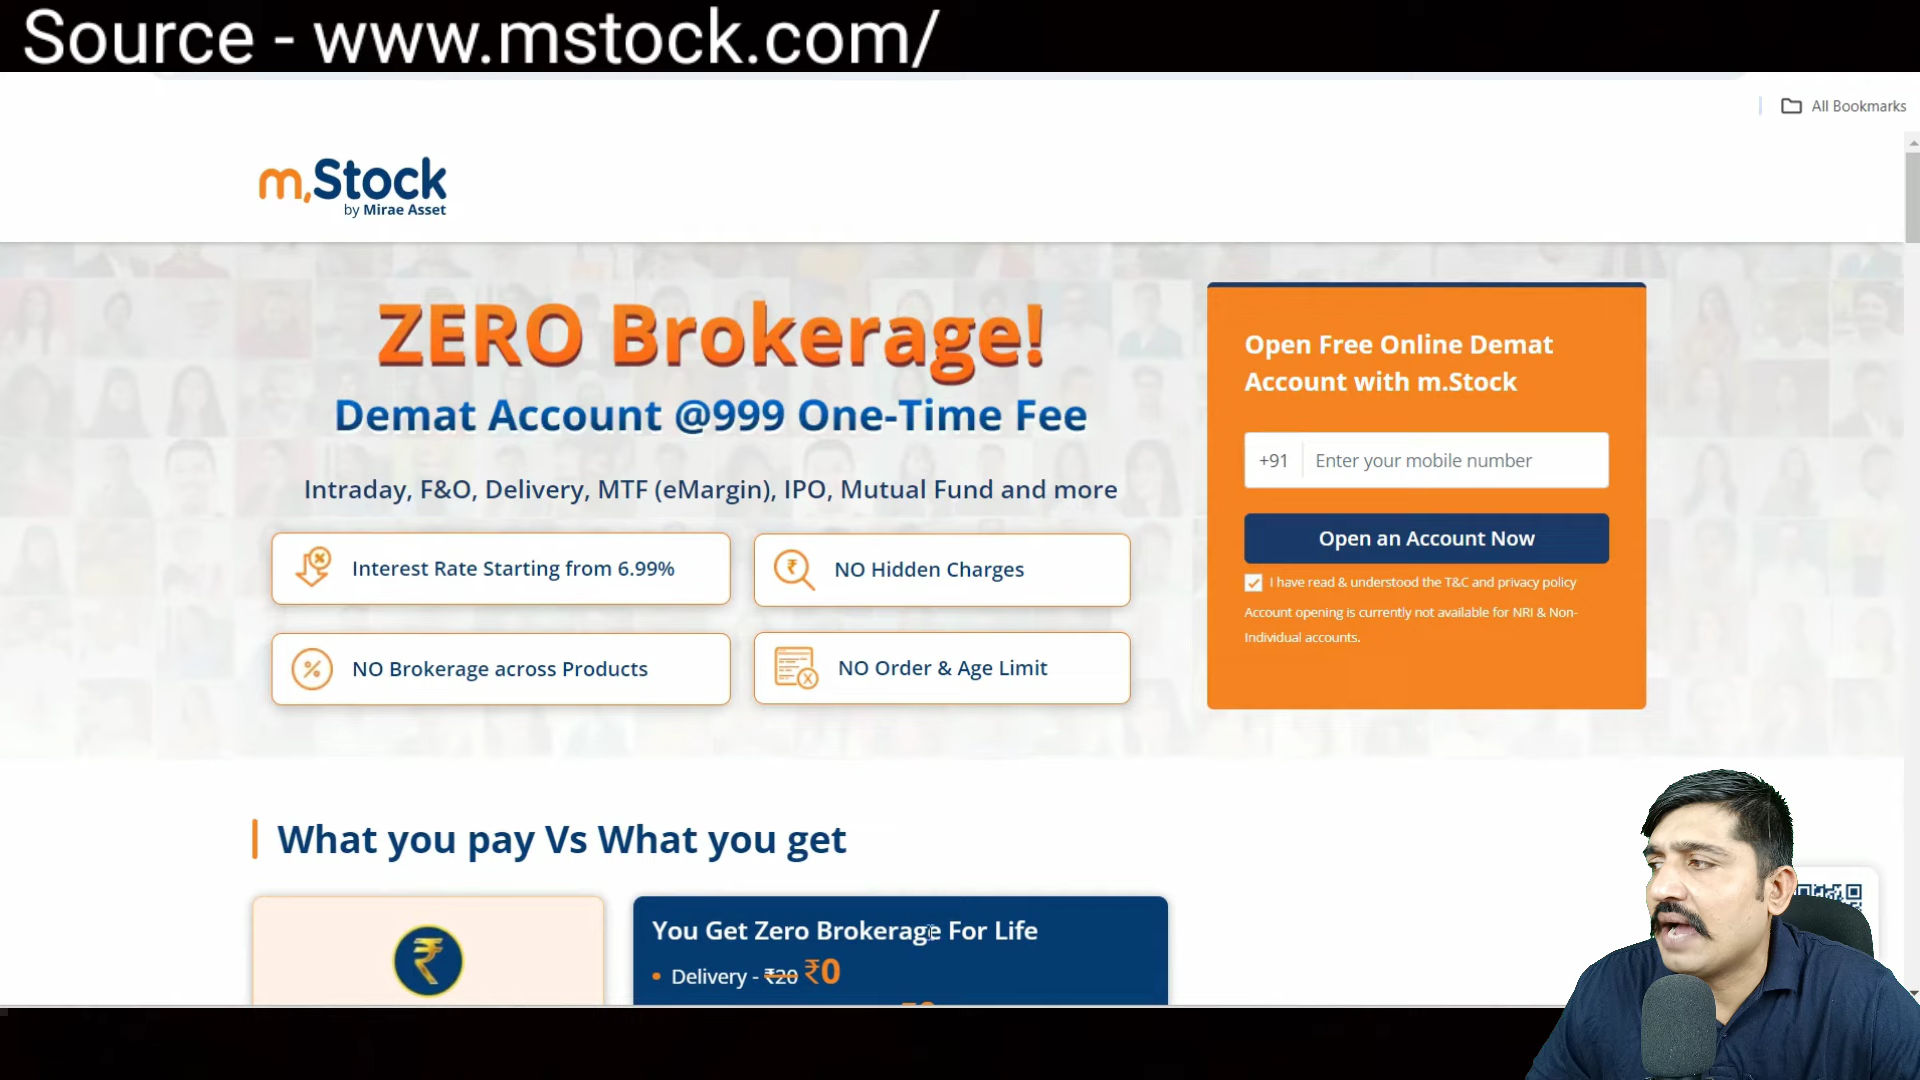 Source - www.mstock.com/
All Bookmarks
m.Stock
by Mirae Asset
ZERO Brokerage!
Demat Account @999 One-Time Fee
Intraday, F&O, Delivery, MTF (eMargin), IPO, Mutual Fund and more
Interest Rate Starting from 6.99%
NO Hidden Charges
NO Brokerage across Products
NO Order & Age Limit
Open Free Online Demat
Account with m.Stock
+91 Enter your mobile number
Open an Account Now
I have read & understood the T&C and privacy policy
Account opening is currently not available for NRI & Non-
Individual accounts.
What you pay Vs What you get
You Get Zero Brokerage For Life
Delivery - ₹20 ₹0